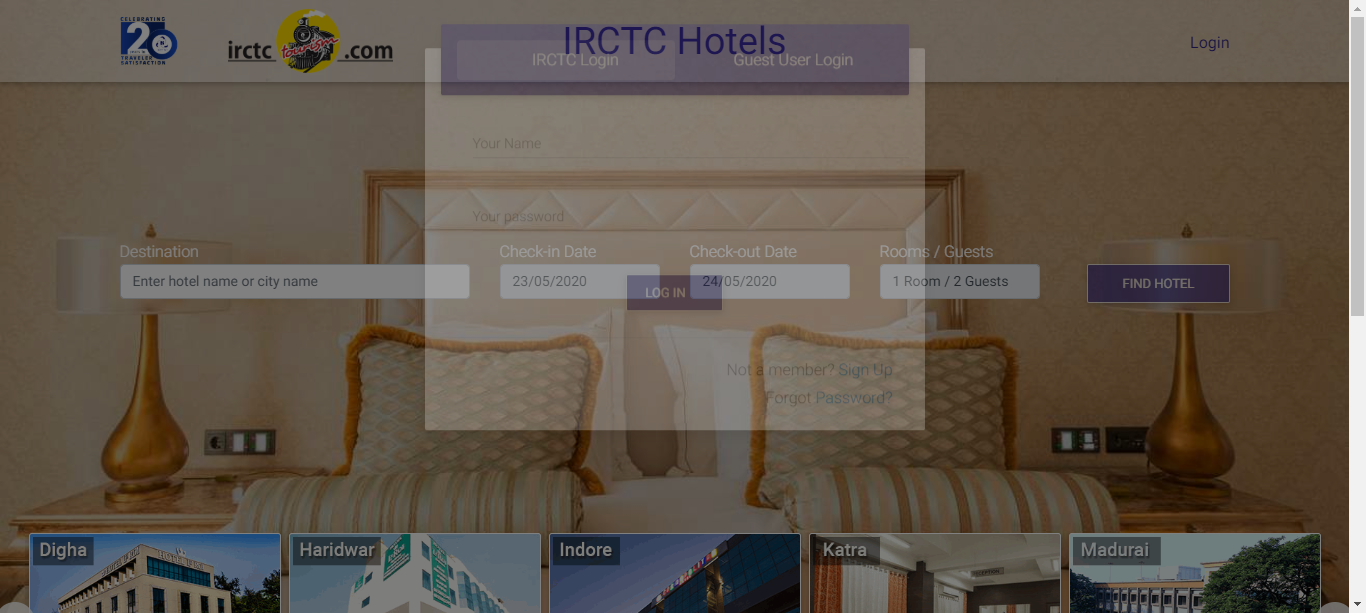 CELEBRATING
20
TRAVELER
SATISFACTION
irctc tourism .com
IRCTC Hotels
Login
IRCTC Login
Guest User Login
Your Name
Your password
Destination
Check-in Date
Check-out Date
Rooms / Guests
Enter hotel name or city name
23/05/2020
24/05/2020
1 Room / 2 Guests
LOG IN
FIND HOTEL
Not a member? Sign Up
Forgot Password?
Digha
Haridwar
Indore
Katra
Madurai